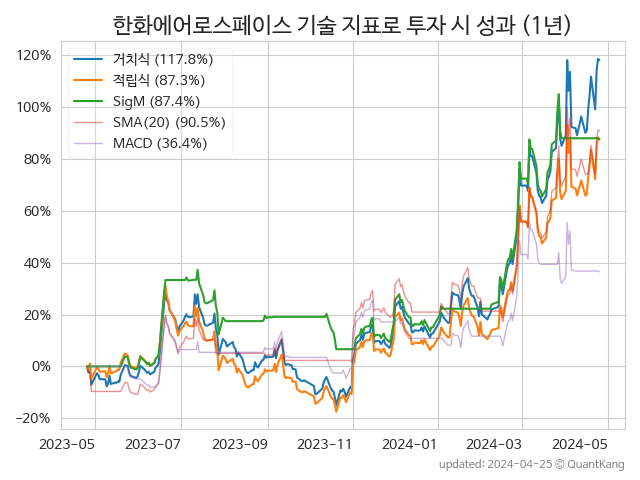 한화에어로스페이스 기술 지표로 투자 시 성과 (1년)
거치식 (117.8%)
적립식 (87.3%)
SigM (87.4%)
SMA(20) (90.5%)
MACD (36.4%)
120%
100%
80%
60%
40%
20%
0%
−20%
2023−05 2023−07 2023−09 2023−11 2024−01 2024−03 2024−05
updated: 2024-04-25 © QuantKang